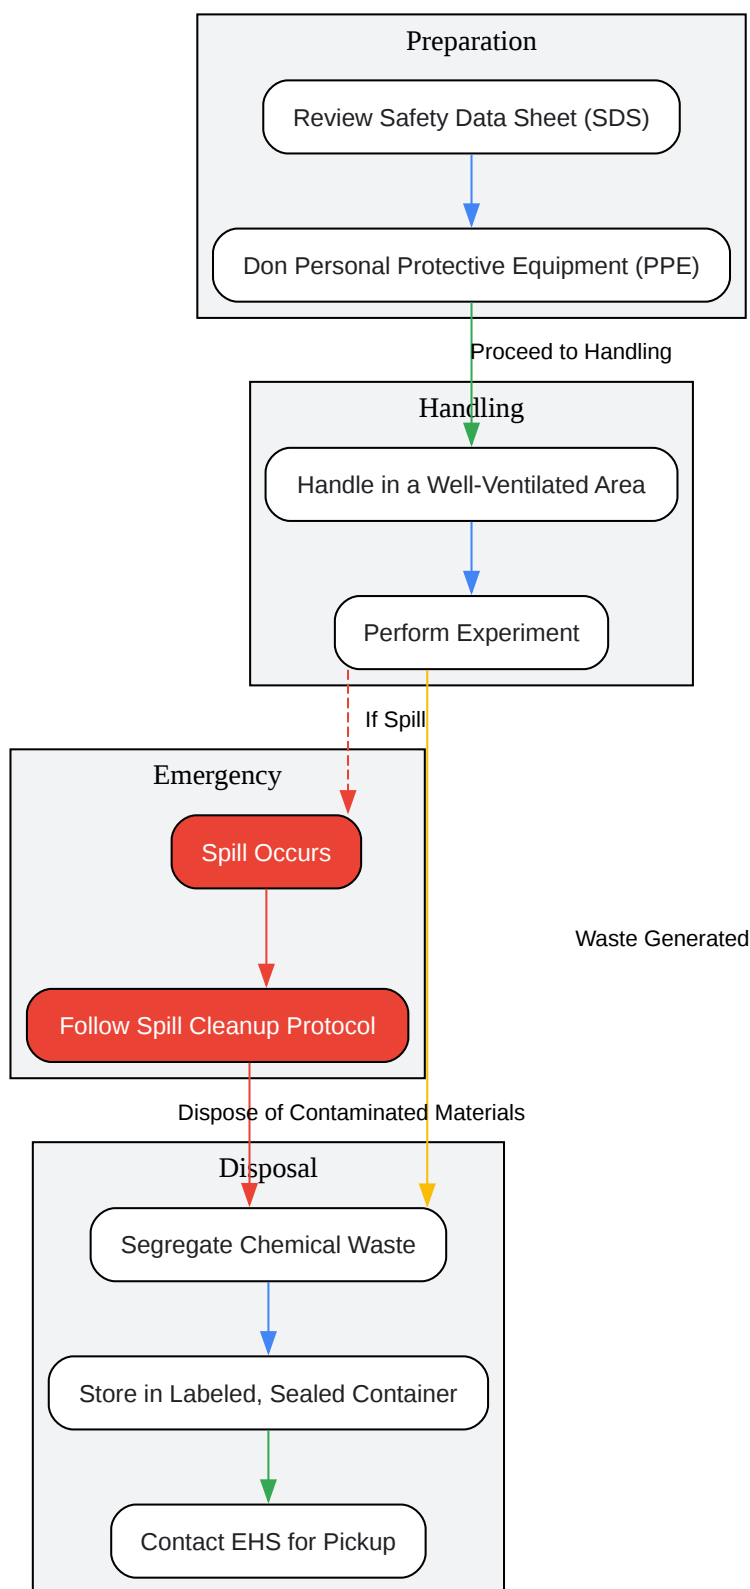 Preparation
Review Safety Data Sheet (SDS)
Don Personal Protective Equipment (PPE)
Proceed to Handling
Handling
Handle in a Well-Ventilated Area
Perform Experiment
If Spill
Emergency
Spill Occurs
Waste Generated
Follow Spill Cleanup Protocol
Dispose of Contaminated Materials
Disposal
Segregate Chemical Waste
Store in Labeled, Sealed Container
Contact EHS for Pickup